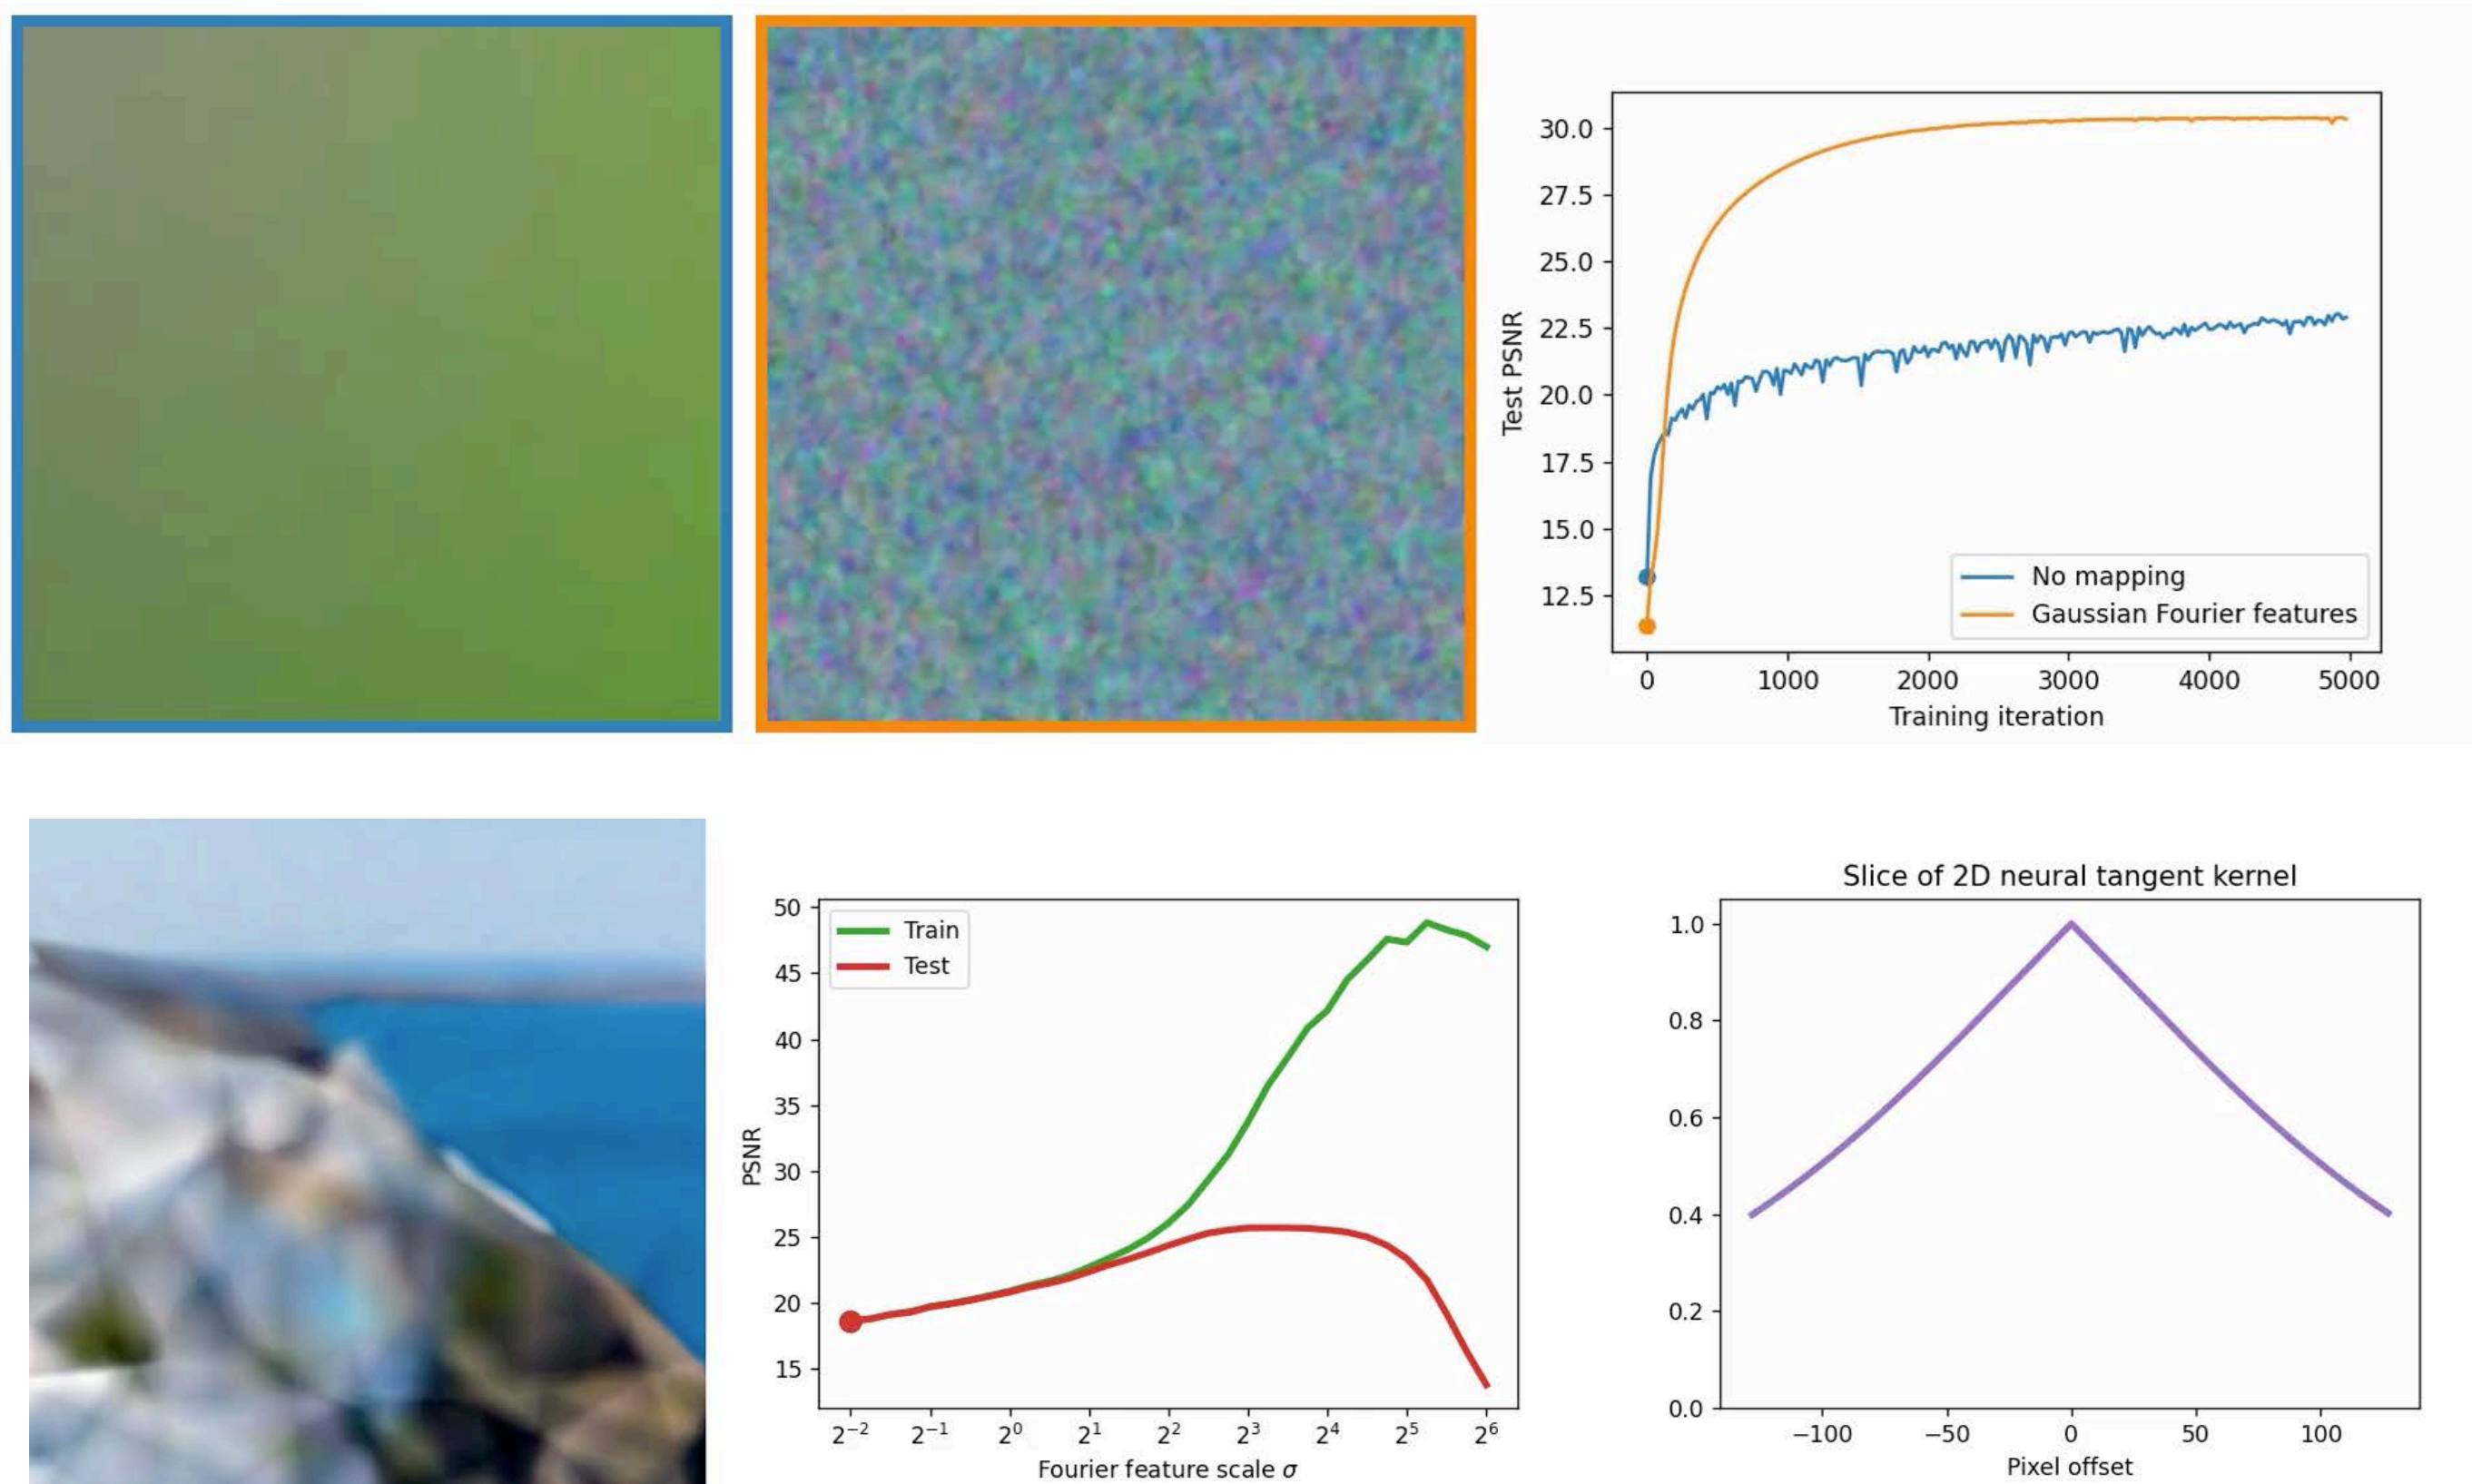 30.0
27.5
25.0
22.5
20.0
17.5
15.0
12.5
Test PSNR
No mapping
Gaussian Fourier features
0 1000 2000 3000 4000 5000
Training iteration
50
45
40
35
30
25
20
15
PSNR
Train
Test
2⁻² 2⁻¹ 2⁰ 2¹ 2² 2³ 2⁴ 2⁵ 2⁶
Fourier feature scale σ
Slice of 2D neural tangent kernel
1.0
0.8
0.6
0.4
0.2
0.0
−100 −50 0 50 100
Pixel offset